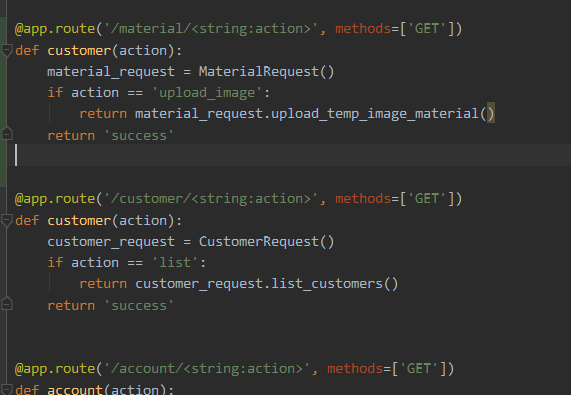 @app.route('/material/<string:action>', methods=['GET'])
def customer(action):
    material_request = MaterialRequest()
    if action == 'upload_image':
        return material_request.upload_temp_image_material()
    return 'success'
@app.route('/customer/<string:action>', methods=['GET'])
def customer(action):
    customer_request = CustomerRequest()
    if action == 'list':
        return customer_request.list_customers()
    return 'success'
@app.route('/account/<string:action>', methods=['GET'])
def account(action):